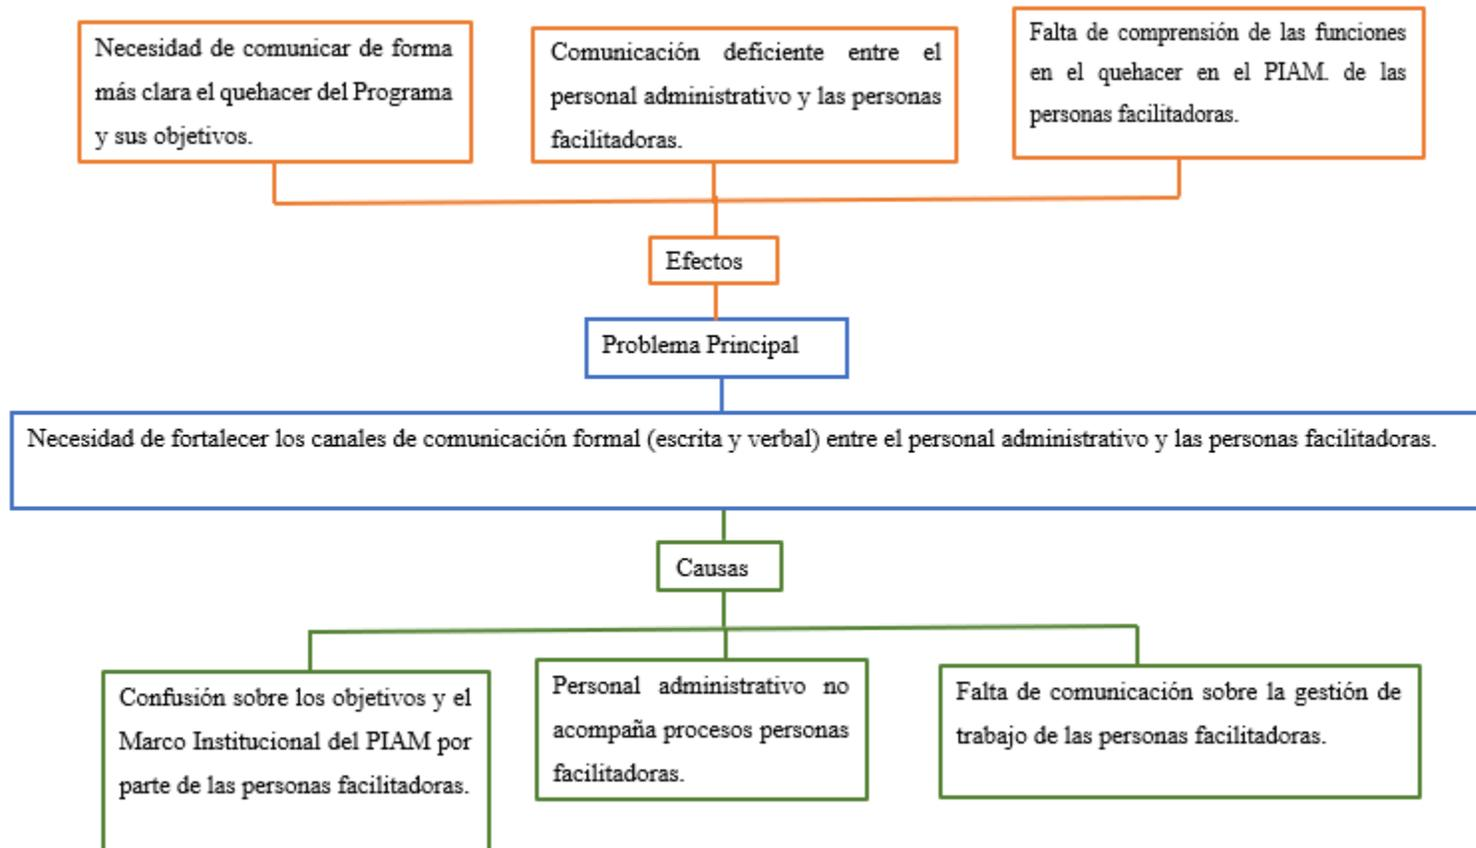 Necesidad de comunicar de forma
más clara el quehacer del Programa
y sus objetivos.
Comunicación deficiente entre el
personal administrativo y las personas
facilitadoras.
Falta de comprensión de las funciones
en el quehacer en el PIAM. de las
personas facilitadoras.
Efectos
Problema Principal
Necesidad de fortalecer los canales de comunicación formal (escrita y verbal) entre el personal administrativo y las personas facilitadoras.
Causas
Confusión sobre los objetivos y el
Marco Institucional del PIAM por
parte de las personas facilitadoras.
Personal administrativo no
acompaña procesos personas
facilitadoras.
Falta de comunicación sobre la gestión de
trabajo de las personas facilitadoras.